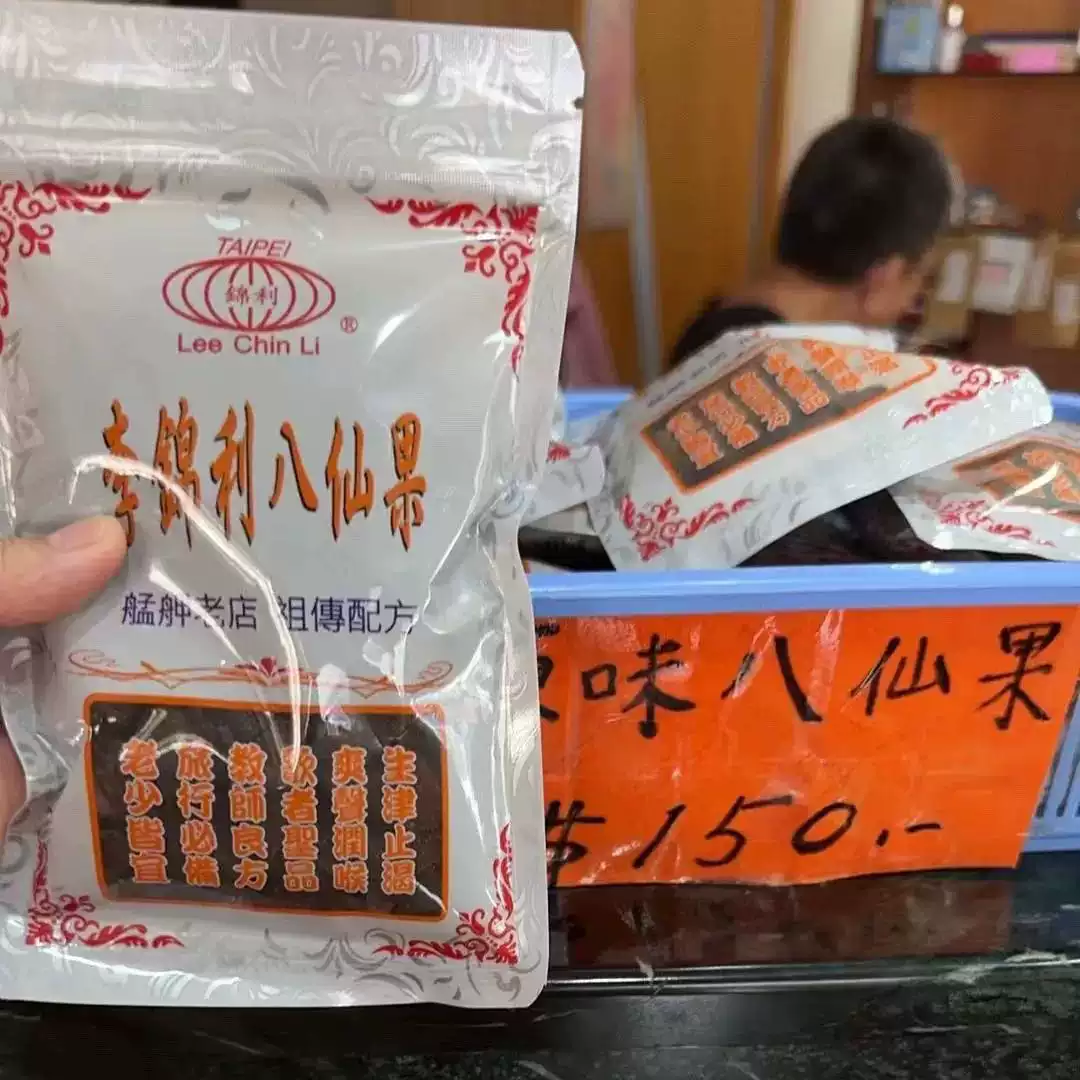 TAIPEI
錦利
®
Lee Chin Li
李錦利八仙果
艋舺老店 祖傳配方
生津止渴
爽聲潤喉
歌者聖品
教師良方
旅行必備
老少皆宜
味八仙果
$150.-